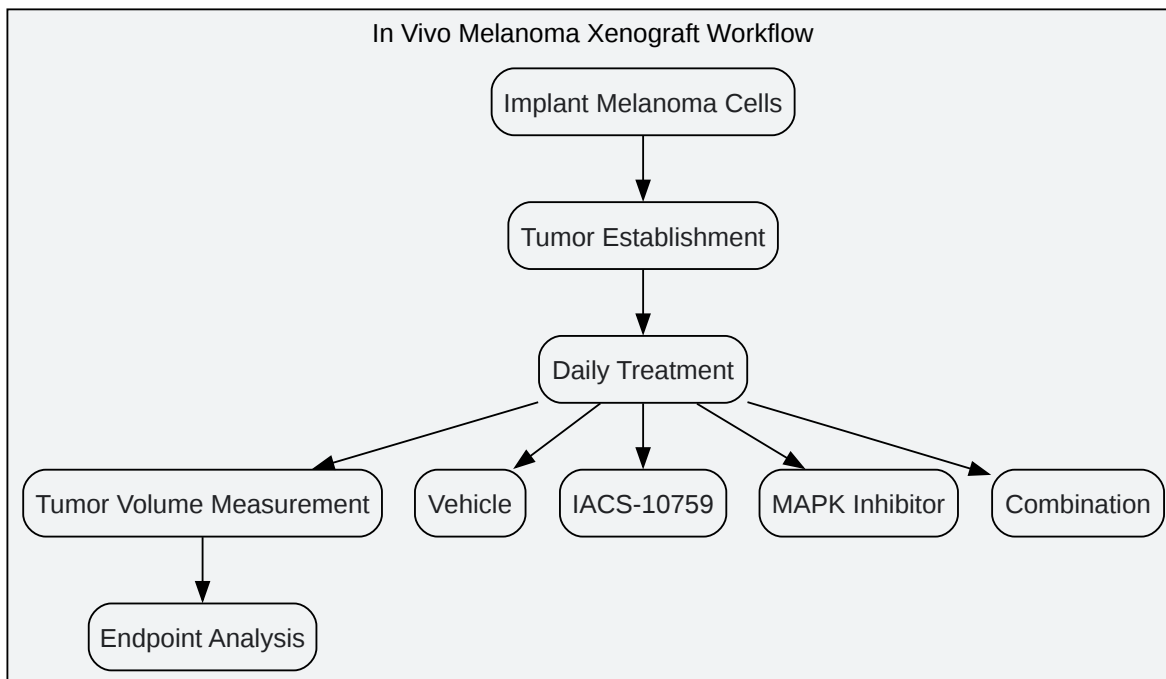 In Vivo Melanoma Xenograft Workflow
Implant Melanoma Cells
Tumor Establishment
Daily Treatment
Tumor Volume Measurement
Vehicle
IACS-10759
MAPK Inhibitor
Combination
Endpoint Analysis